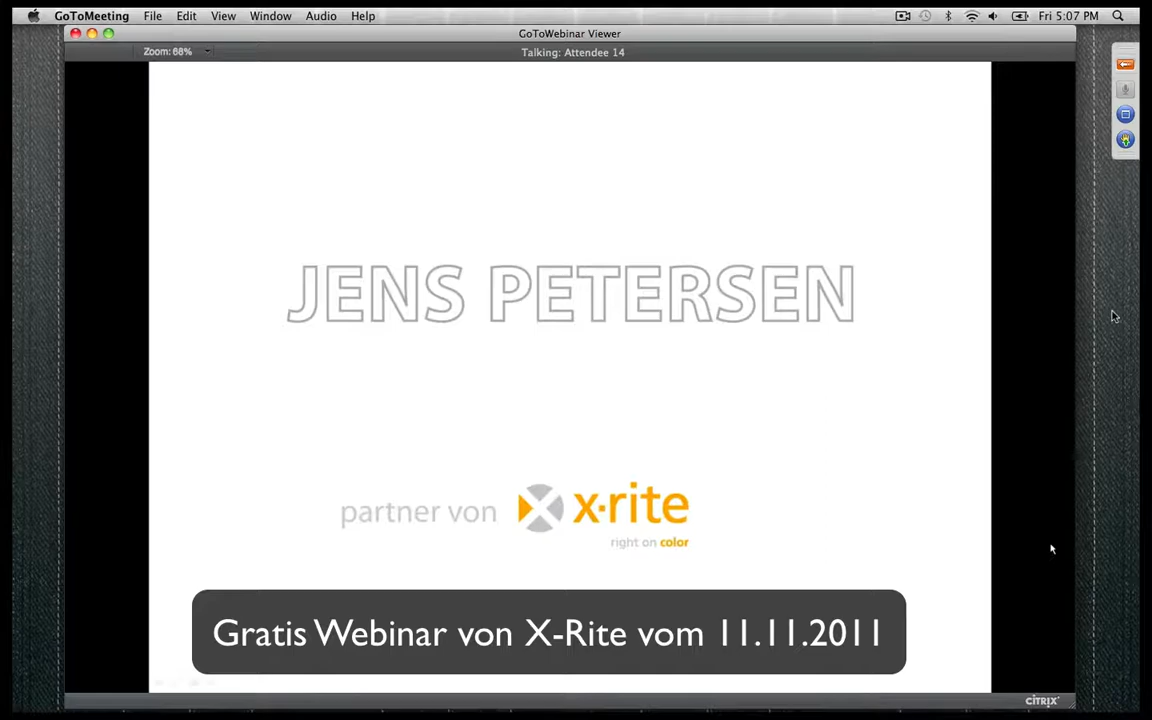 GoToMeeting File Edit View Window Audio Help Fri 5:07 PM
GoToWebinar Viewer
Zoom:68% Talking: Attendee 14
JENS PETERSEN
partner von x·rite
right on color
Gratis Webinar von X-Rite vom 11.11.2011
CITRIX